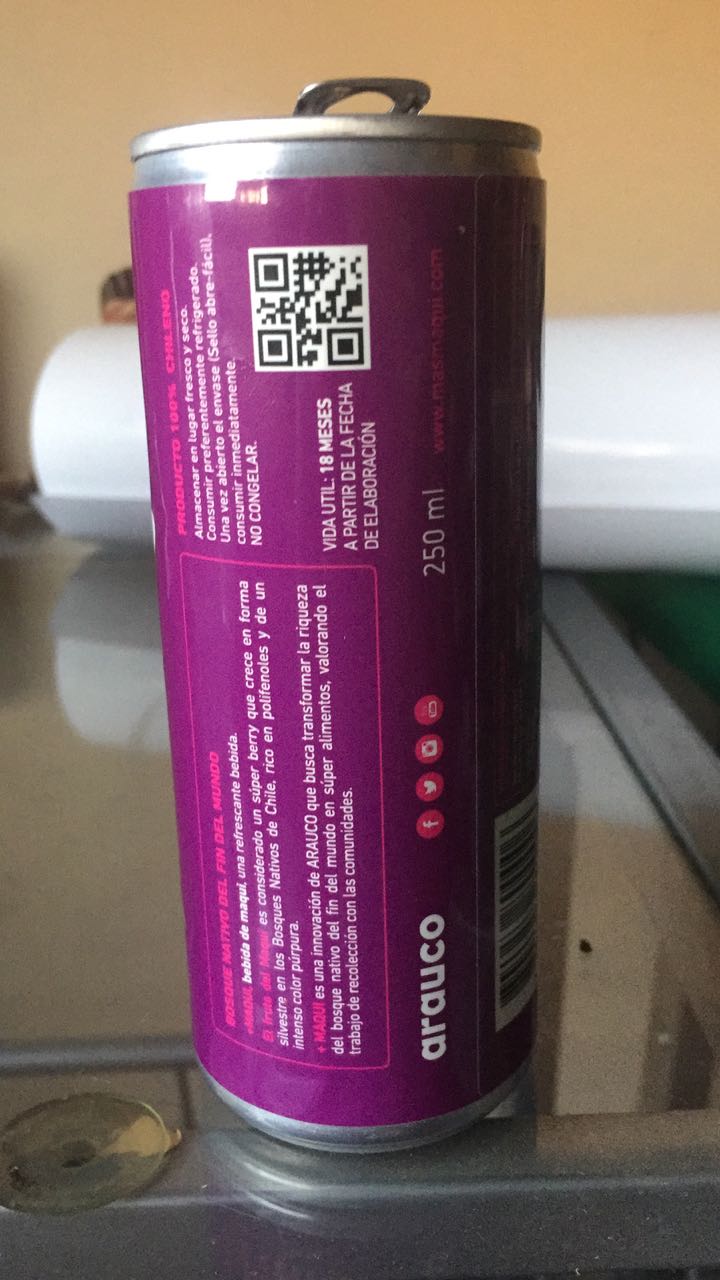 BOSQUE NATIVO DEL FIN DEL MUNDO
+MAQUI bebida de maqui, una refrescante bebida.
El fruto del Maqui es considerado un súper berry que crece en forma
silvestre en los Bosques Nativos de Chile, rico en polifenoles y de un
intenso color púrpura.
+MAQUI es una innovación de ARAUCO que busca transformar la riqueza
del bosque nativo del fin del mundo en súper alimentos, valorando el
trabajo de recolección con las comunidades.
PRODUCTO 100% CHILENO
Almacenar en lugar fresco y seco.
Consumir preferentemente refrigerado.
Una vez abierto el envase (Sello abre-fácil),
consumir inmediatamente.
NO CONGELAR.
VIDA UTIL: 18 MESES
A PARTIR DE LA FECHA
DE ELABORACIÓN
arauco
250 ml
www.masmaqui.com